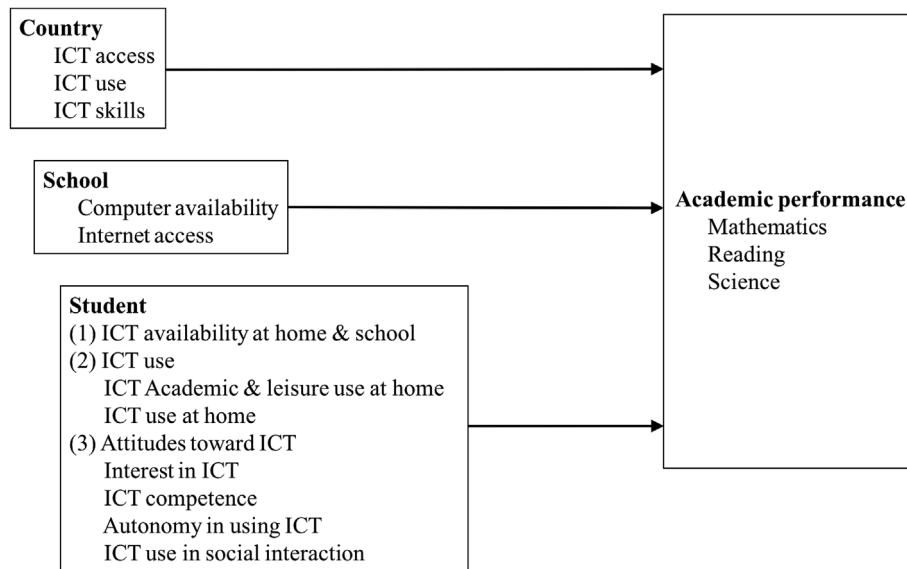 Country
ICT access
ICT use
ICT skills
School
Computer availability
Internet access
Student
(1) ICT availability at home & school
(2) ICT use
ICT Academic & leisure use at home
ICT use at home
(3) Attitudes toward ICT
Interest in ICT
ICT competence
Autonomy in using ICT
ICT use in social interaction
Academic performance
Mathematics
Reading
Science